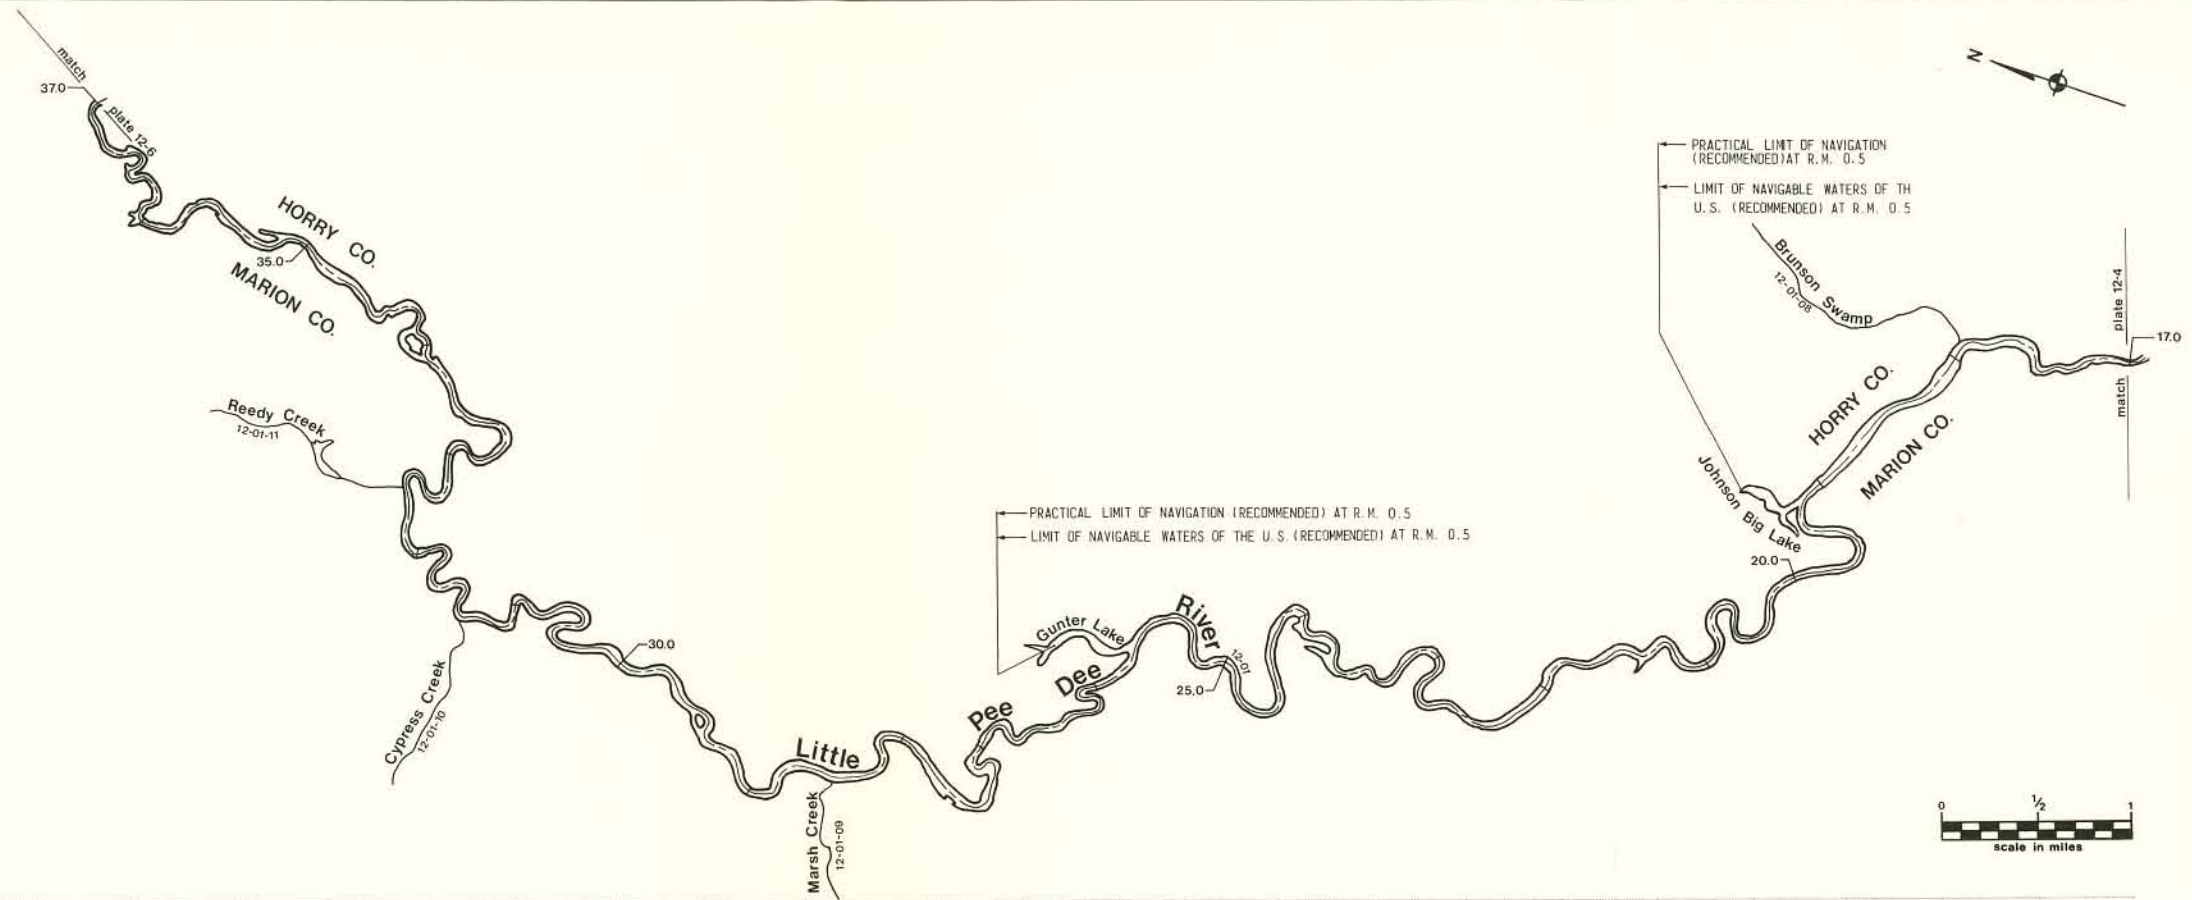 match
37.0
plate 12-6
HORRY CO.
35.0
MARION CO.
Reedy Creek
12-01-11
Cypress Creek
12-01-10
30.0
Little Pee Dee River
12-01
Marsh Creek
12-01-09
PRACTICAL LIMIT OF NAVIGATION (RECOMMENDED) AT R.M. 0.5
LIMIT OF NAVIGABLE WATERS OF THE U.S. (RECOMMENDED) AT R.M. 0.5
Gunter Lake
25.0
N
PRACTICAL LIMIT OF NAVIGATION
(RECOMMENDED) AT R.M. 0.5
LIMIT OF NAVIGABLE WATERS OF TH
U.S. (RECOMMENDED) AT R.M. 0.5
Brunson Swamp
12-01-08
plate 12-4
17.0
match
HORRY CO.
MARION CO.
Johnson Big Lake
20.0
0 ½ 1
scale in miles